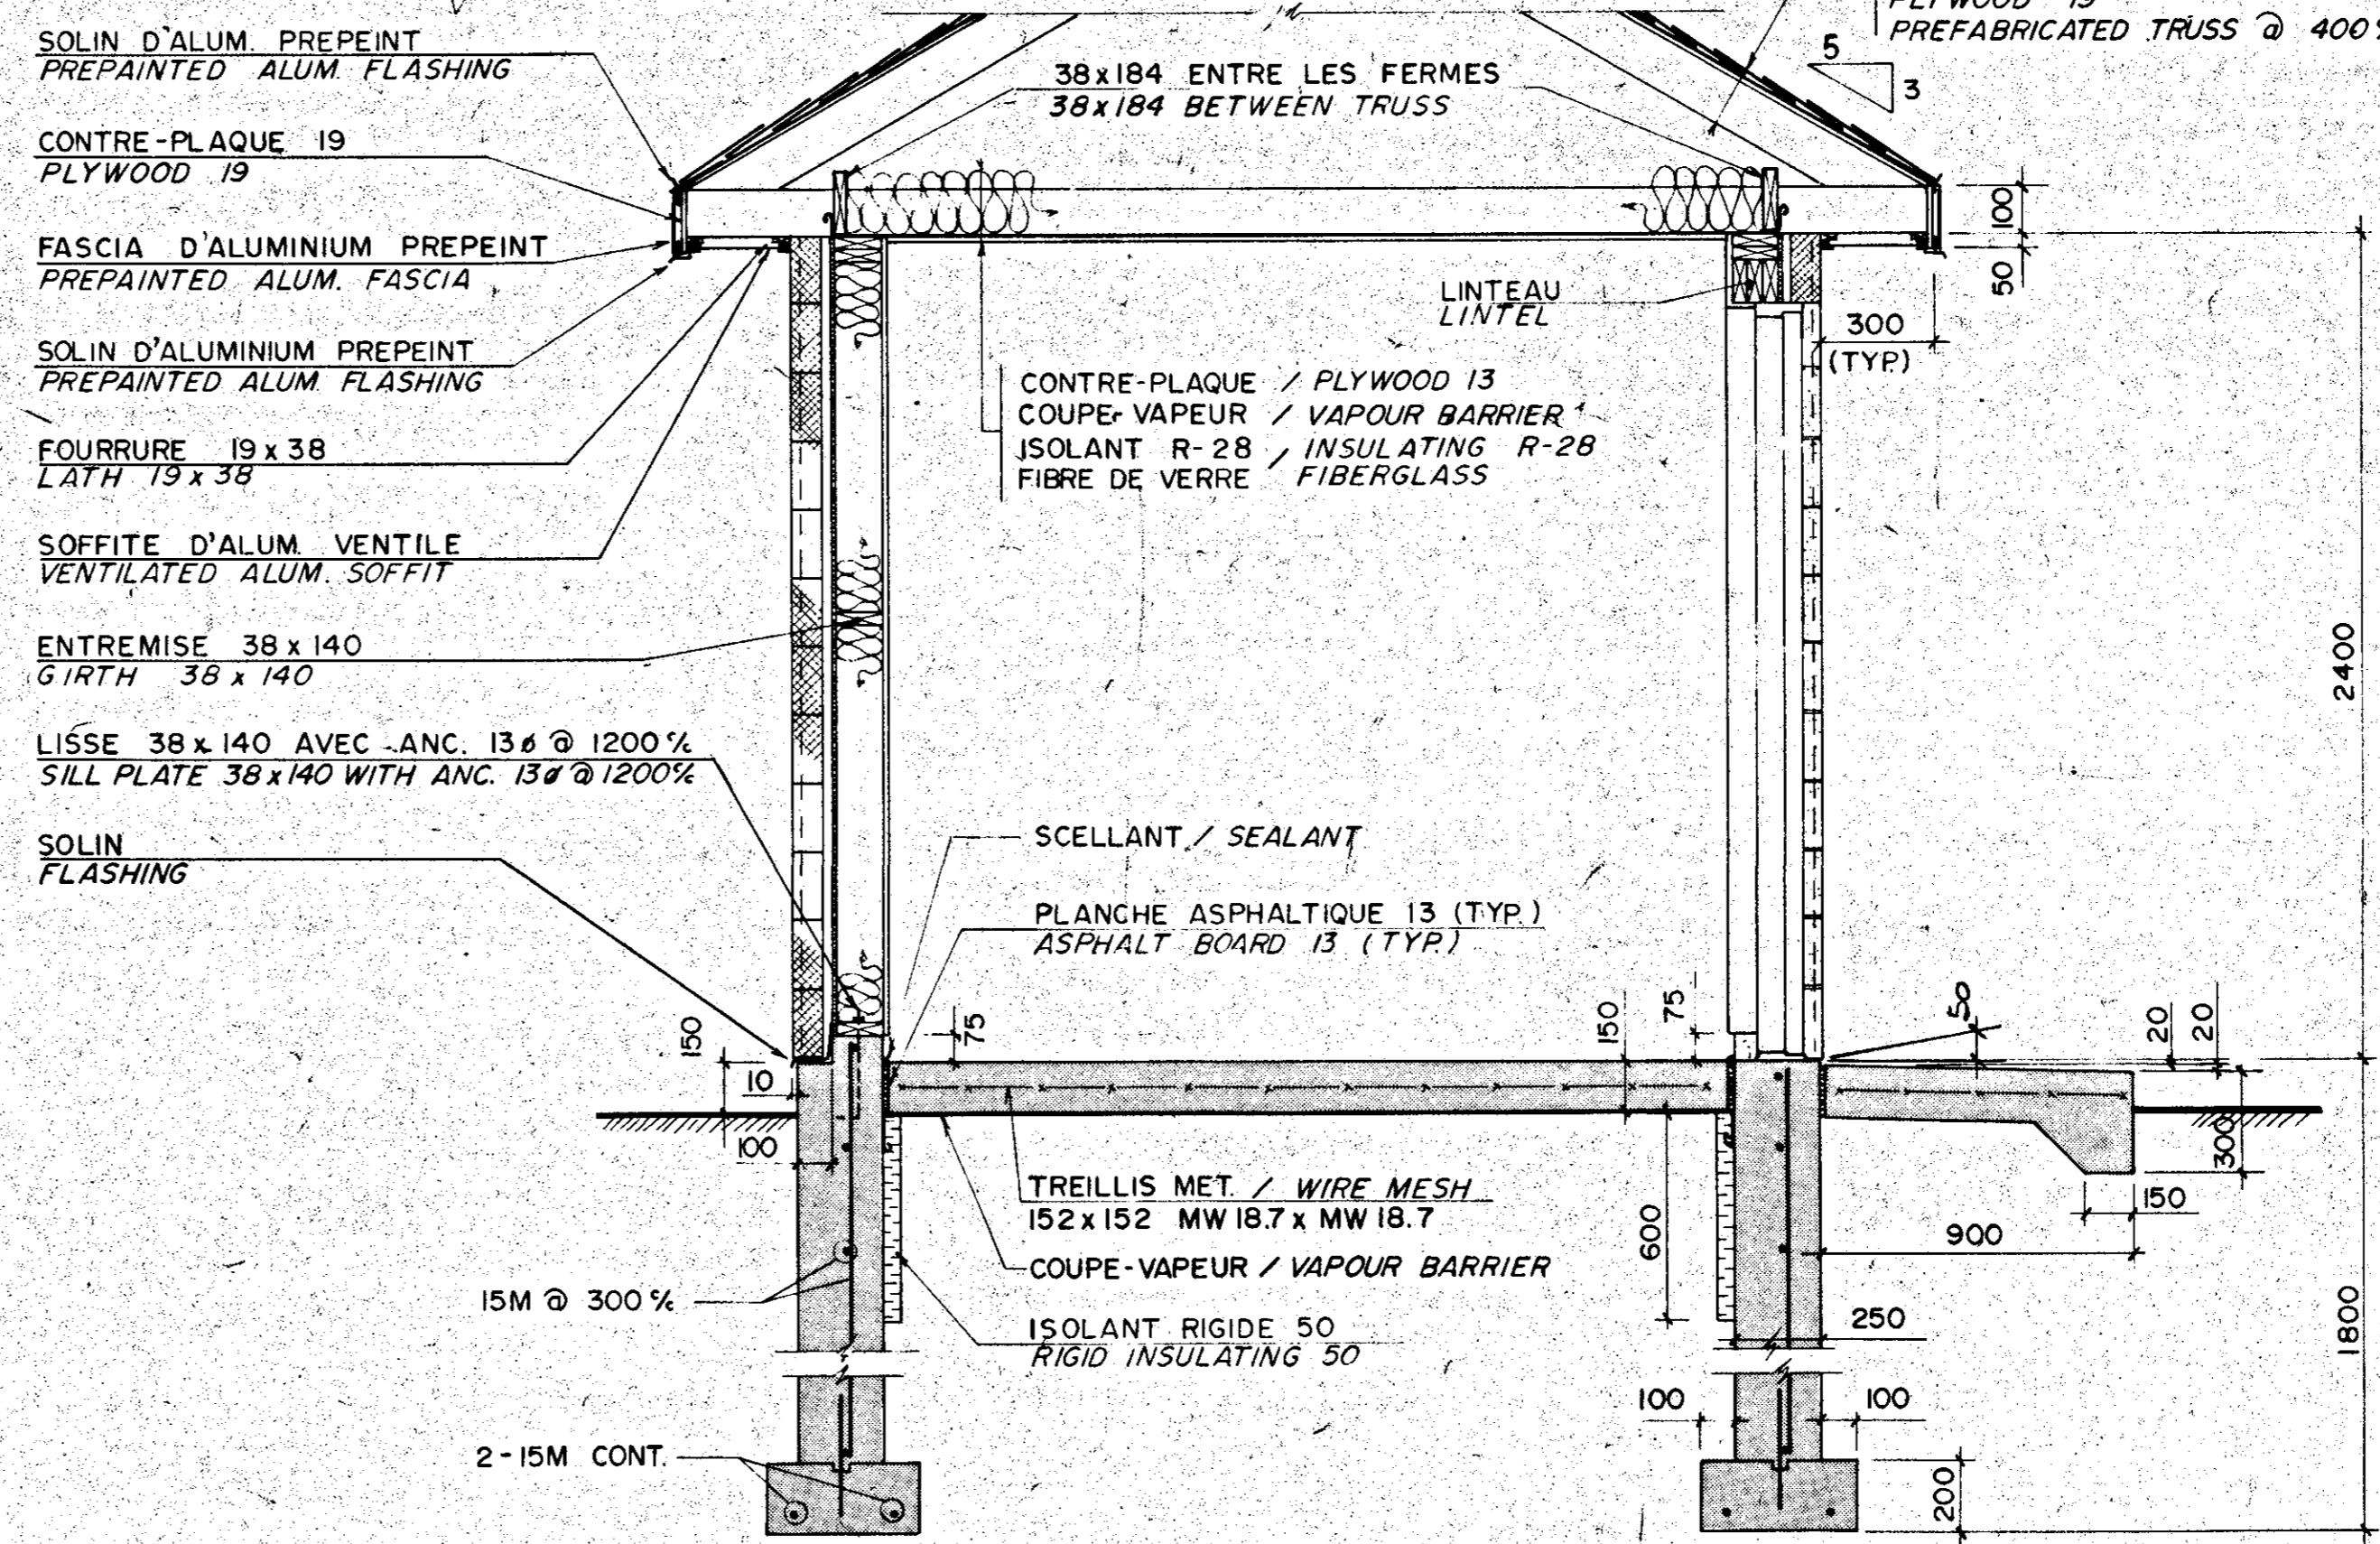 SOLIN D'ALUM. PREPEINT
PREPAINTED ALUM. FLASHING
CONTRE-PLAQUE 19
PLYWOOD 19
FASCIA D'ALUMINIUM PREPEINT
PREPAINTED ALUM. FASCIA
SOLIN D'ALUMINIUM PREPEINT
PREPAINTED ALUM. FLASHING
FOURRURE 19 x 38
LATH 19 x 38
SOFFITE D'ALUM. VENTILE
VENTILATED ALUM. SOFFIT
ENTREMISE 38 x 140
GIRTH 38 x 140
LISSE 38 x 140 AVEC ANC. 13ø @ 1200 %
SILL PLATE 38 x 140 WITH ANC. 13ø @ 1200%
SOLIN
FLASHING
38 x 184 ENTRE LES FERMES
38 x 184 BETWEEN TRUSS
PLYWOOD 19
PREFABRICATED TRUSS @ 400%
5
3
100
50
300
(TYP.)
LINTEAU
LINTEL
CONTRE-PLAQUE / PLYWOOD 13
COUPE-VAPEUR / VAPOUR BARRIER
ISOLANT R-28 / INSULATING R-28
FIBRE DE VERRE / FIBERGLASS
2400
SCELLANT / SEALANT
PLANCHE ASPHALTIQUE 13 (TYP.)
ASPHALT BOARD 13 (TYP.)
150
10
100
75
150
75
50
20
20
300
150
900
600
250
TREILLIS MET. / WIRE MESH
152 x 152 MW 18.7 x MW 18.7
COUPE-VAPEUR / VAPOUR BARRIER
ISOLANT RIGIDE 50
RIGID INSULATING 50
15M @ 300 %
2-15M CONT.
100
100
200
1800